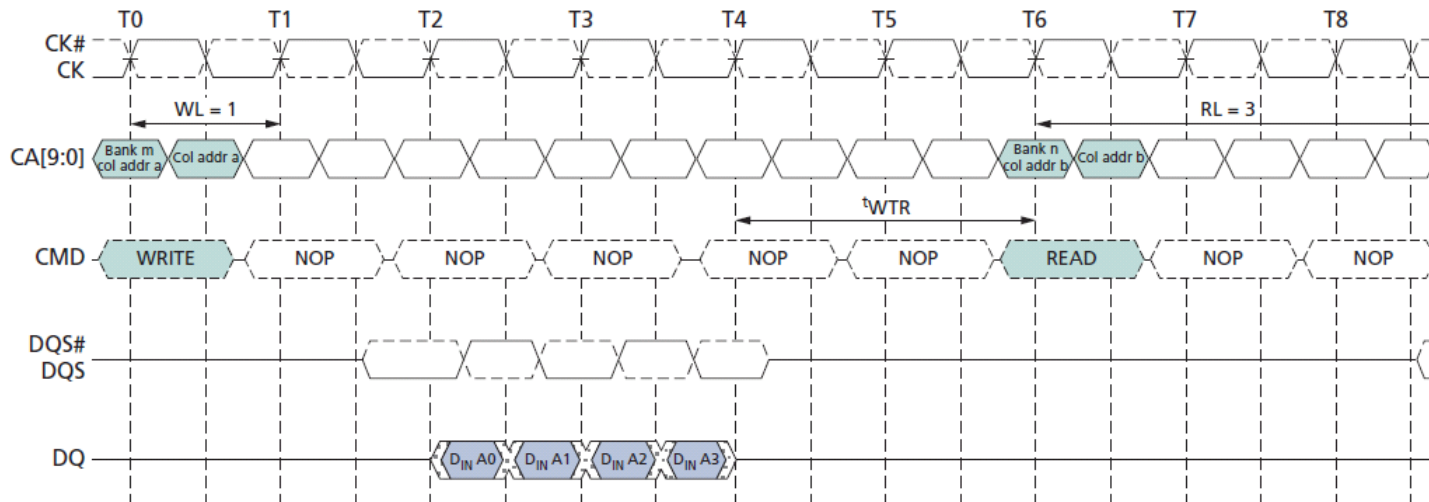 T0 T1 T2 T3 T4 T5 T6 T7 T8
CK#
CK
WL = 1 RL = 3
CA[9:0] Bank m col addr a Col addr a Bank n col addr b Col addr b
tWTR
CMD WRITE NOP NOP NOP NOP NOP READ NOP NOP
DQS#
DQS
DQ DIN A0 DIN A1 DIN A2 DIN A3